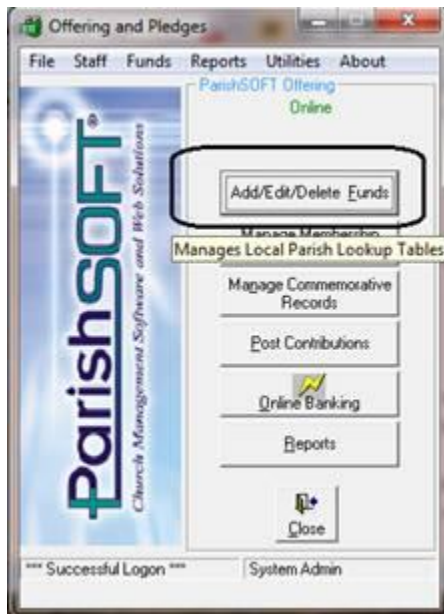 Offering and Pledges
File Staff Funds Reports Utilities About
ParishSOFT Offering
Online
ParishSOFT®
Church Management Software and Web Solutions
Add/Edit/Delete Funds
Manage Membership
Manages Local Parish Lookup Tables
Manage Commemorative
Records
Post Contributions
Online Banking
Reports
Close
*** Successful Logon *** System Admin